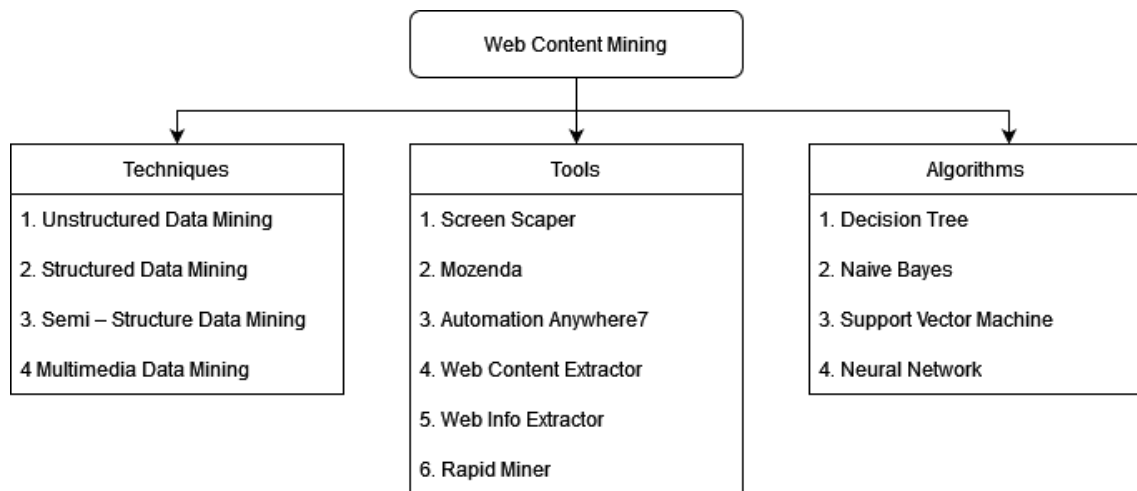 Web Content Mining
Techniques
1. Unstructured Data Mining
2. Structured Data Mining
3. Semi – Structure Data Mining
4 Multimedia Data Mining
Tools
1. Screen Scaper
2. Mozenda
3. Automation Anywhere7
4. Web Content Extractor
5. Web Info Extractor
6. Rapid Miner
Algorithms
1. Decision Tree
2. Naive Bayes
3. Support Vector Machine
4. Neural Network